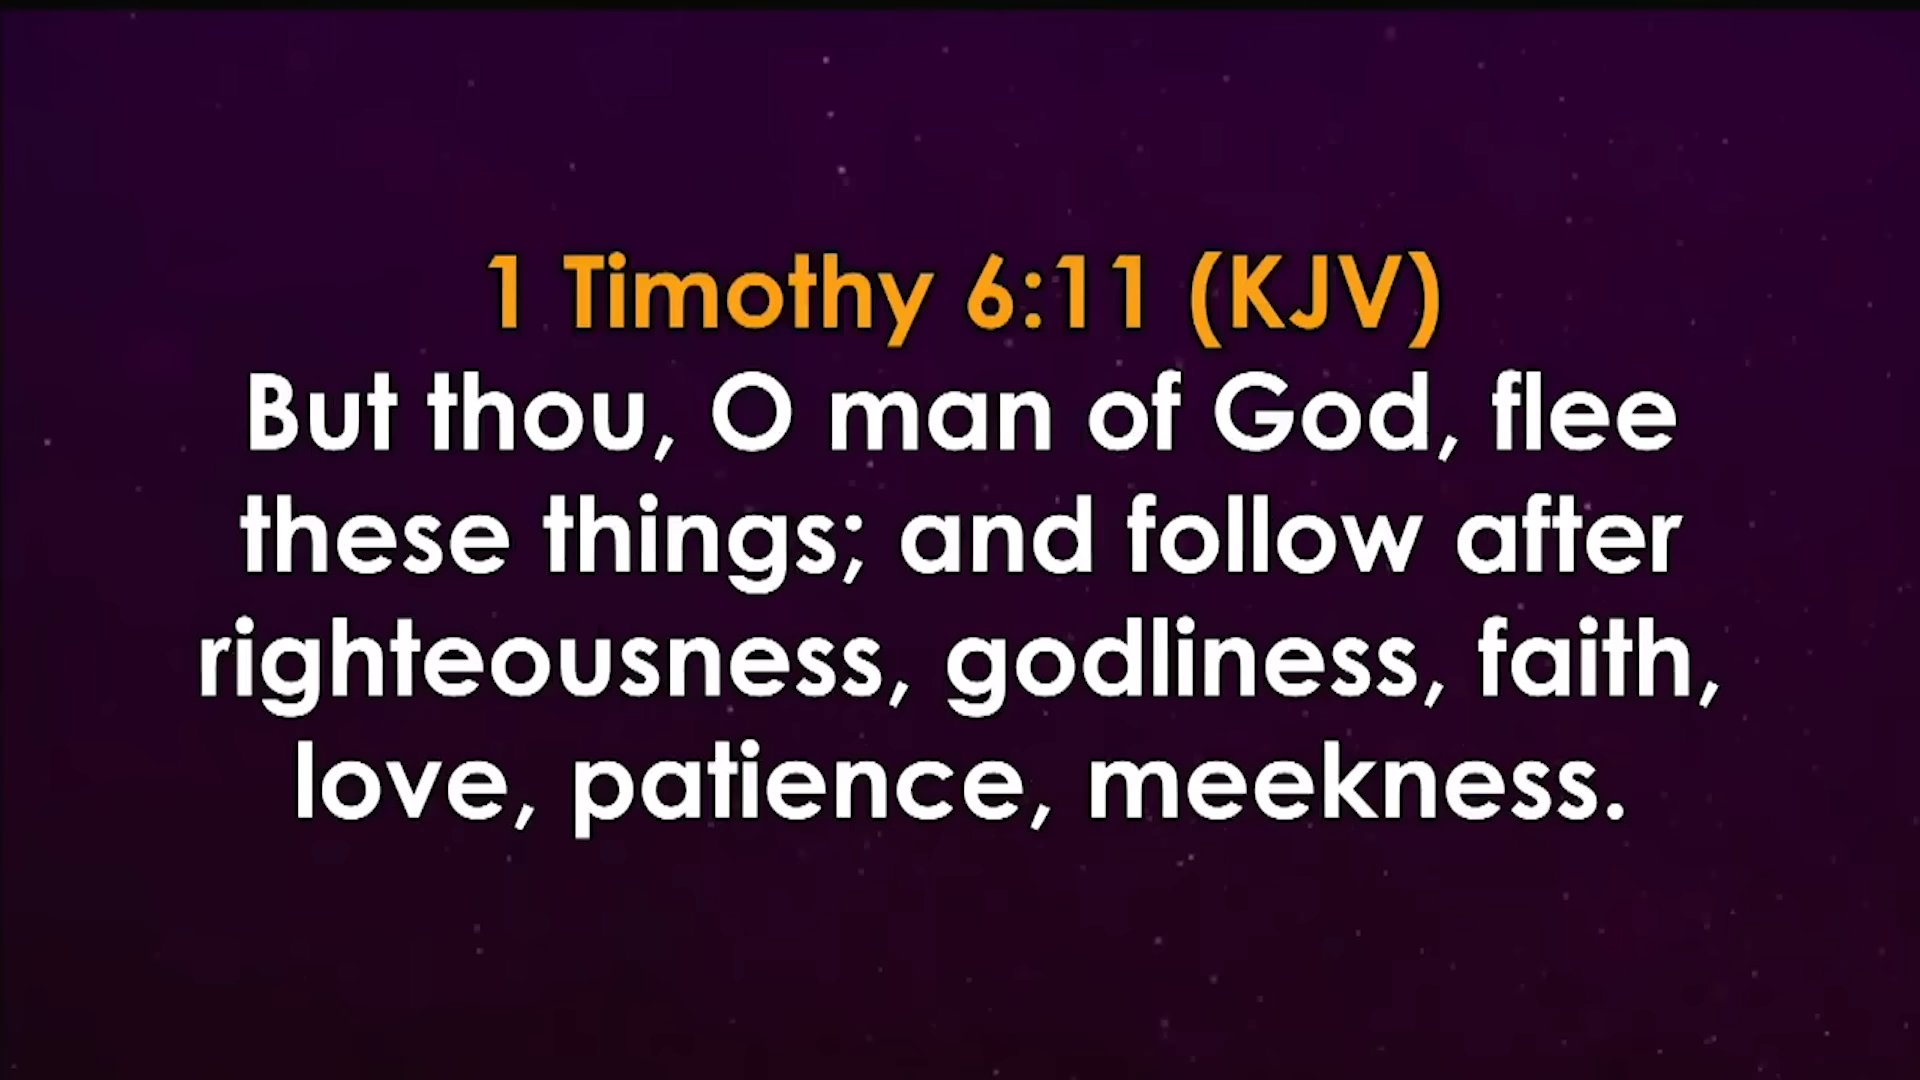 1 Timothy 6:11 (KJV)
But thou, O man of God, flee
these things; and follow after
righteousness, godliness, faith,
love, patience, meekness.